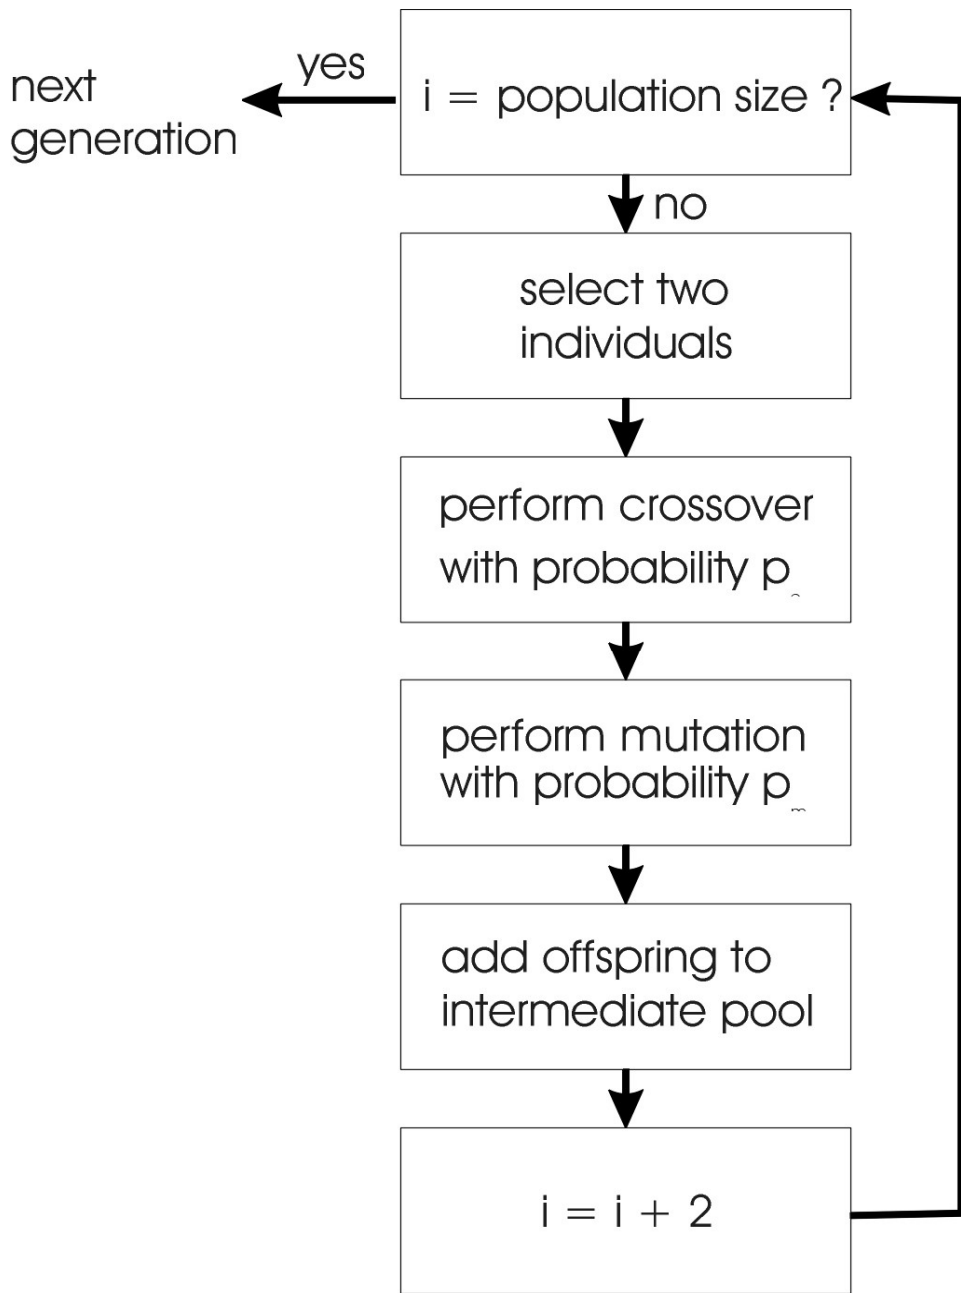 yes
next
generation
i = population size ?
no
select two
individuals
perform crossover
with probability p
perform mutation
with probability p m
add offspring to
intermediate pool
i = i + 2